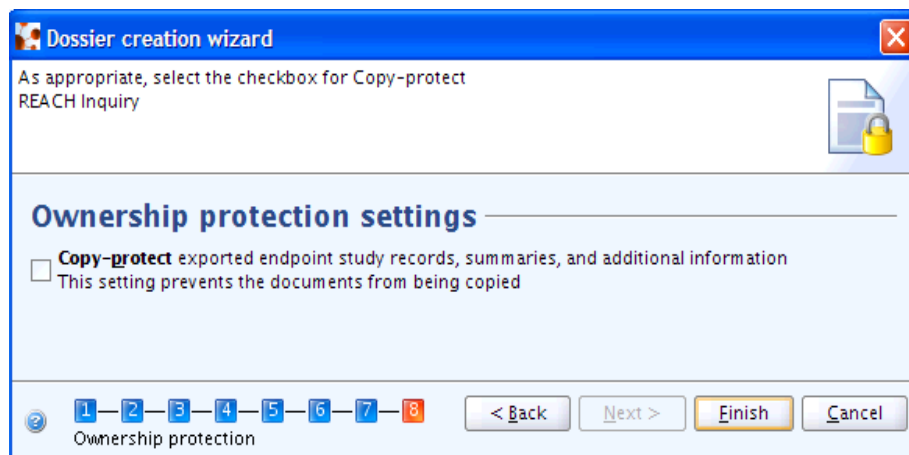 Dossier creation wizard
As appropriate, select the checkbox for Copy-protect
REACH Inquiry
Ownership protection settings
Copy-protect exported endpoint study records, summaries, and additional information
This setting prevents the documents from being copied
1 2 3 4 5 6 7 8
Ownership protection
< Back Next > Finish Cancel